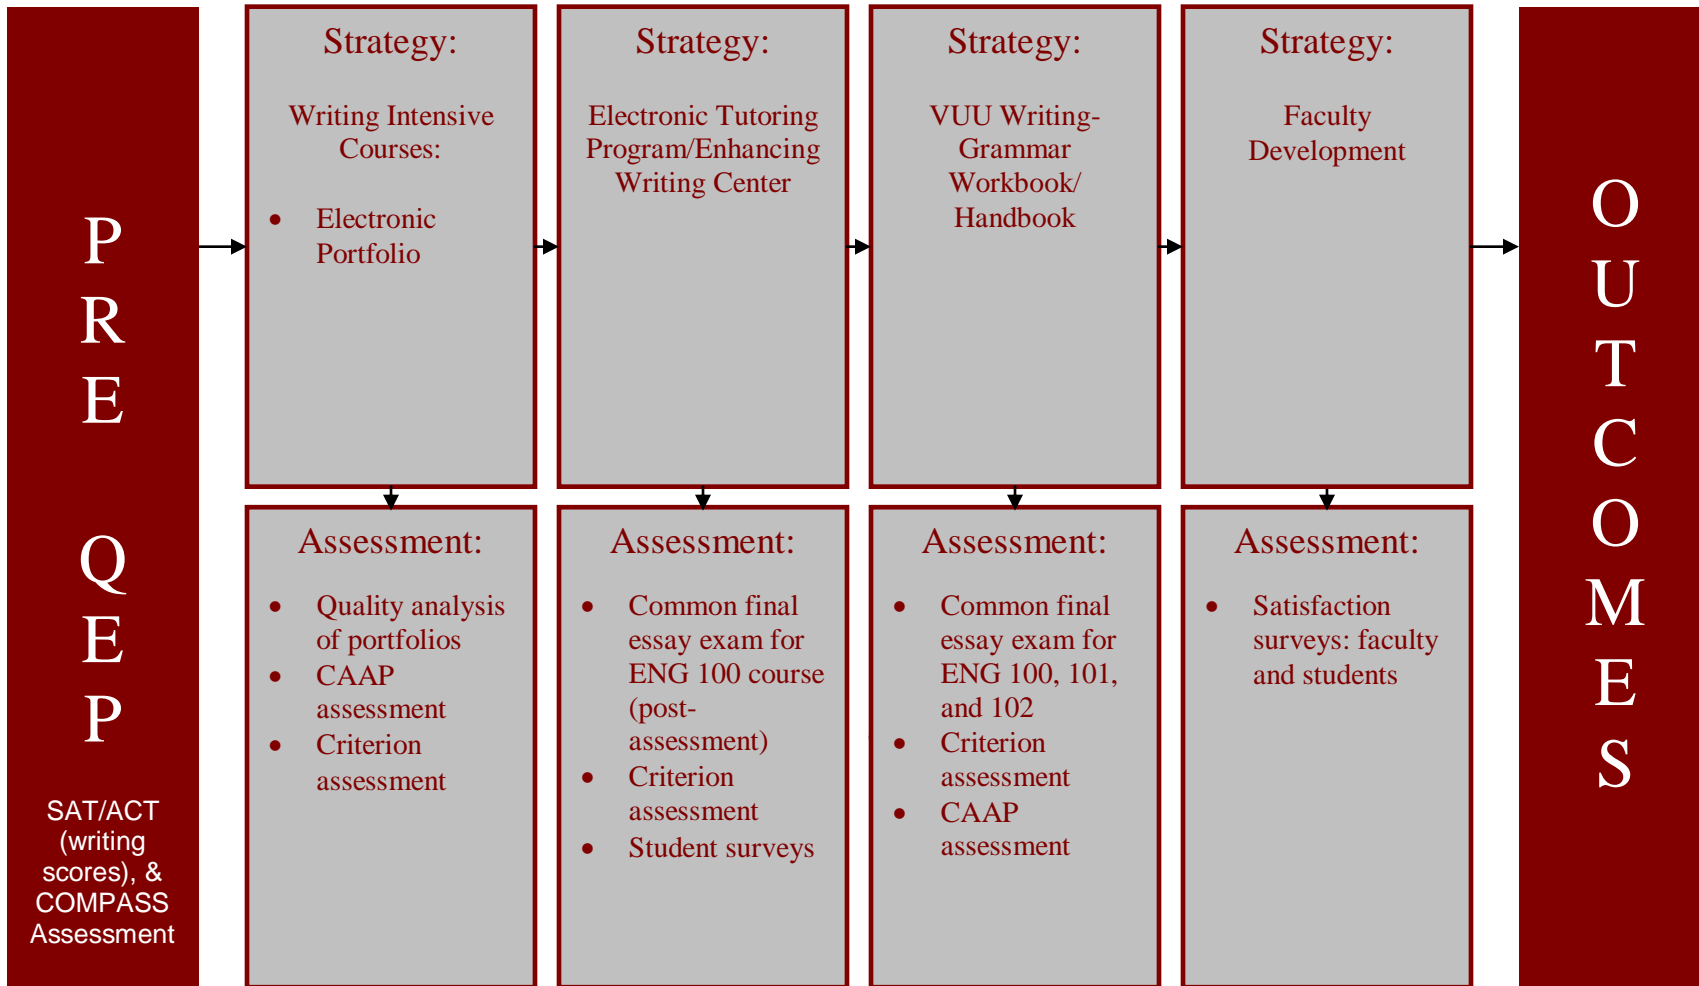 PRE
QEP
SAT/ACT
(writing
scores), &
COMPASS
Assessment
Strategy:
Writing Intensive
Courses:
• Electronic
Portfolio
Strategy:
Electronic Tutoring
Program/Enhancing
Writing Center
Strategy:
VUU Writing-
Grammar
Workbook/
Handbook
Strategy:
Faculty
Development
Assessment:
• Quality analysis
of portfolios
• CAAP
assessment
• Criterion
assessment
Assessment:
• Common final
essay exam for
ENG 100 course
(post-
assessment)
• Criterion
assessment
• Student surveys
Assessment:
• Common final
essay exam for
ENG 100, 101,
and 102
• Criterion
assessment
• CAAP
assessment
Assessment:
• Satisfaction
surveys: faculty
and students
OUTCOMES